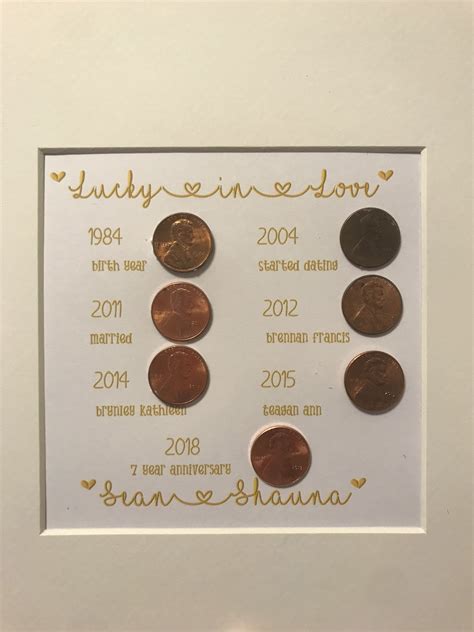 Lucky in Love
1984 2004
birth year started dating
2011 2012
married brennan francis
2014 2015
brynley kathleen teagan ann
2018
7 year anniversary
Sean Shauna